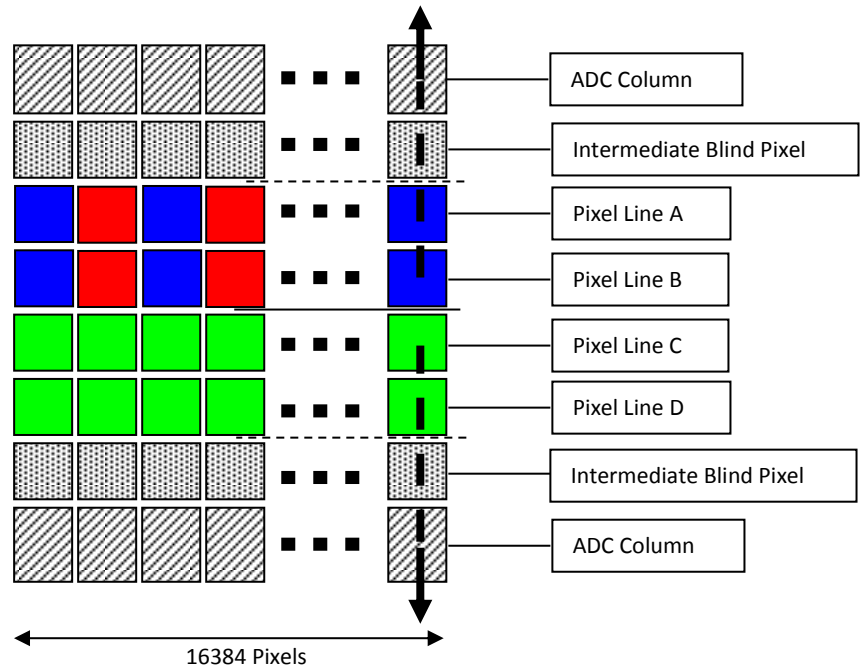 ADC Column
Intermediate Blind Pixel
Pixel Line A
Pixel Line B
Pixel Line C
Pixel Line D
Intermediate Blind Pixel
ADC Column
16384 Pixels